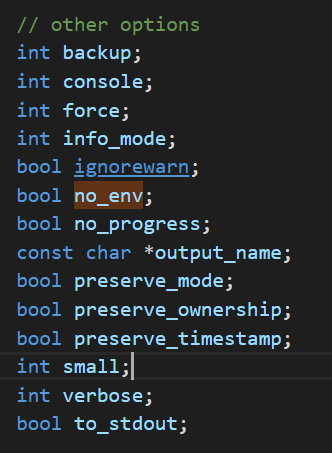 // other options
int backup;
int console;
int force;
int info_mode;
bool ignorewarn;
bool no_env;
bool no_progress;
const char *output_name;
bool preserve_mode;
bool preserve_ownership;
bool preserve_timestamp;
int small;
int verbose;
bool to_stdout;